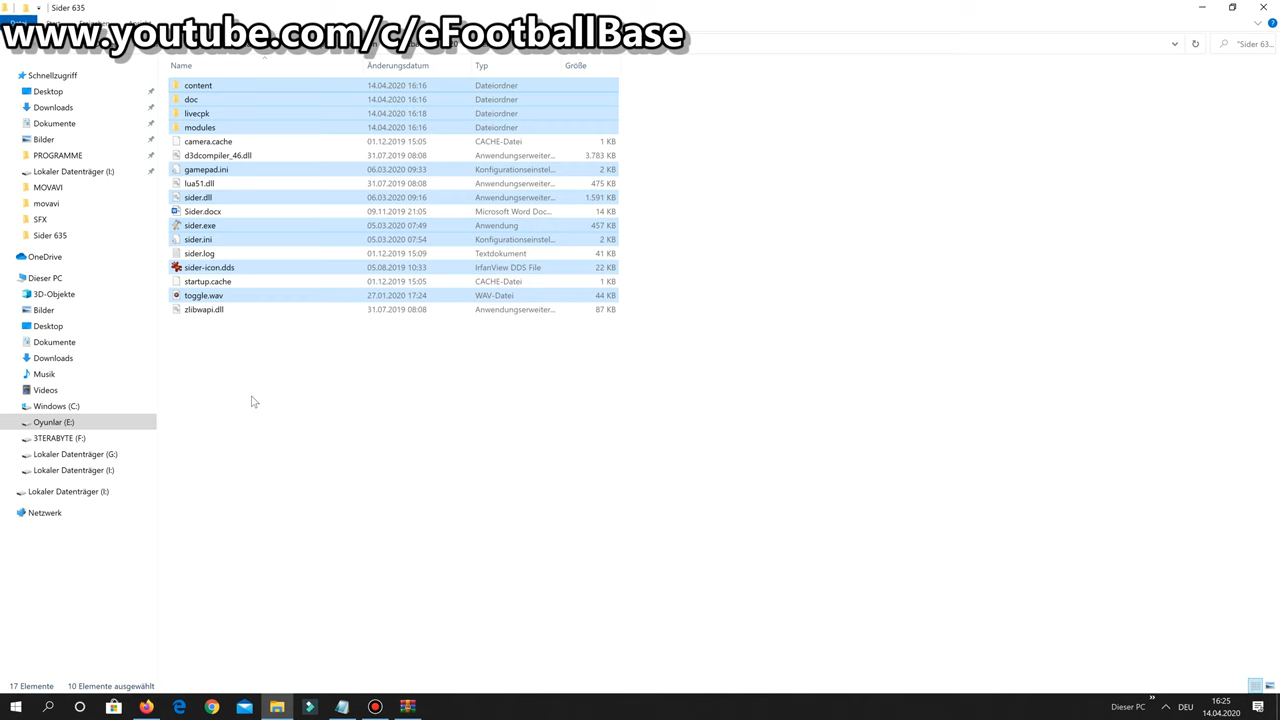 Sider 635
www.youtube.com/c/eFootballBase
"Sider 63...
Name Änderungsdatum Typ Größe
Schnellzugriff
Desktop
Downloads
Dokumente
Bilder
PROGRAMME
Lokaler Datenträger (I:)
MOVAVI
movavi
SFX
Sider 635
OneDrive
Dieser PC
3D-Objekte
Bilder
Desktop
Dokumente
Downloads
Musik
Videos
Windows (C:)
Oyunlar (E:)
3TERABYTE (F:)
Lokaler Datenträger (G:)
Lokaler Datenträger (I:)
Lokaler Datenträger (I:)
Netzwerk
content 14.04.2020 16:16 Dateiordner
doc 14.04.2020 16:16 Dateiordner
livecpk 14.04.2020 16:18 Dateiordner
modules 14.04.2020 16:16 Dateiordner
camera.cache 01.12.2019 15:05 CACHE-Datei 1 KB
d3dcompiler_46.dll 31.07.2019 08:08 Anwendungserweiter... 3.783 KB
gamepad.ini 06.03.2020 09:33 Konfigurationseinstel... 2 KB
lua51.dll 31.07.2019 08:08 Anwendungserweiter... 475 KB
sider.dll 06.03.2020 09:16 Anwendungserweiter... 1.591 KB
Sider.docx 09.11.2019 21:05 Microsoft Word Doc... 14 KB
sider.exe 05.03.2020 07:49 Anwendung 457 KB
sider.ini 05.03.2020 07:54 Konfigurationseinstel... 2 KB
sider.log 01.12.2019 15:09 Textdokument 41 KB
sider-icon.dds 05.08.2019 10:33 IrfanView DDS File 22 KB
startup.cache 01.12.2019 15:05 CACHE-Datei 1 KB
toggle.wav 27.01.2020 17:24 WAV-Datei 44 KB
zlibwapi.dll 31.07.2019 08:08 Anwendungserweiter... 87 KB
17 Elemente 10 Elemente ausgewählt
Dieser PC DEU 16:25
14.04.2020